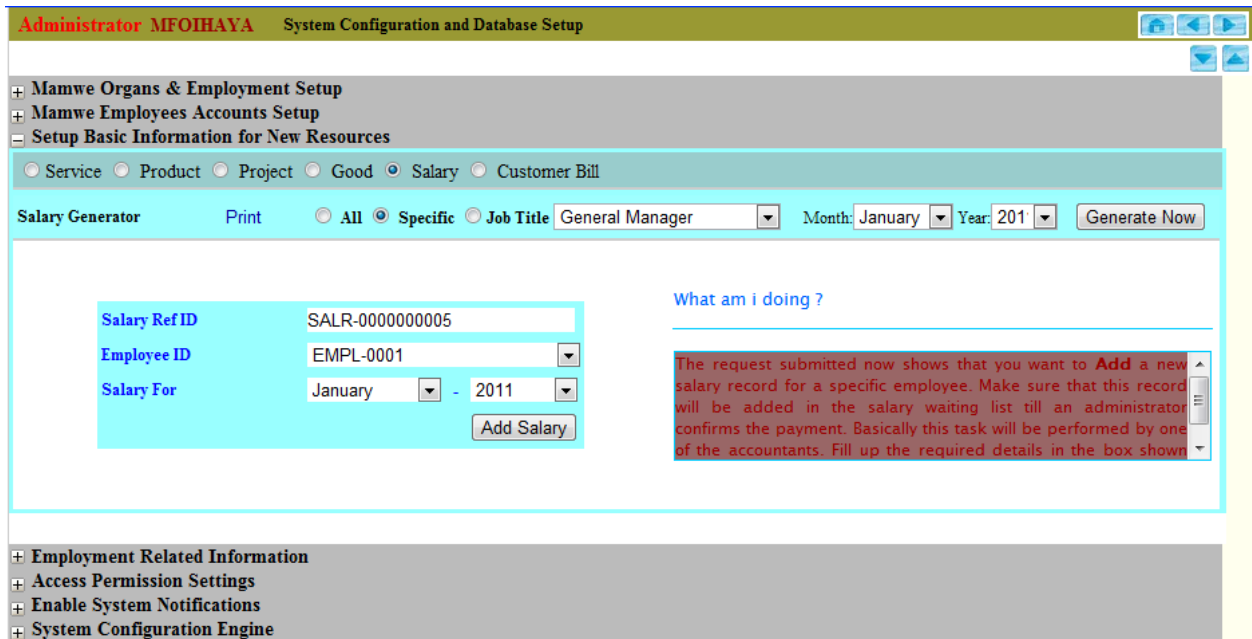 Administrator MFOIHAYA System Configuration and Database Setup
Mamwe Organs & Employment Setup
Mamwe Employees Accounts Setup
Setup Basic Information for New Resources
Service Product Project Good Salary Customer Bill
Salary Generator Print All Specific Job Title General Manager Month: January Year: 201 Generate Now
What am i doing ?
Salary Ref ID SALR-0000000005
Employee ID EMPL-0001
Salary For January - 2011
Add Salary
The request submitted now shows that you want to Add a new
salary record for a specific employee. Make sure that this record
will be added in the salary waiting list till an administrator
confirms the payment. Basically this task will be performed by one
of the accountants. Fill up the required details in the box shown
Employment Related Information
Access Permission Settings
Enable System Notifications
System Configuration Engine